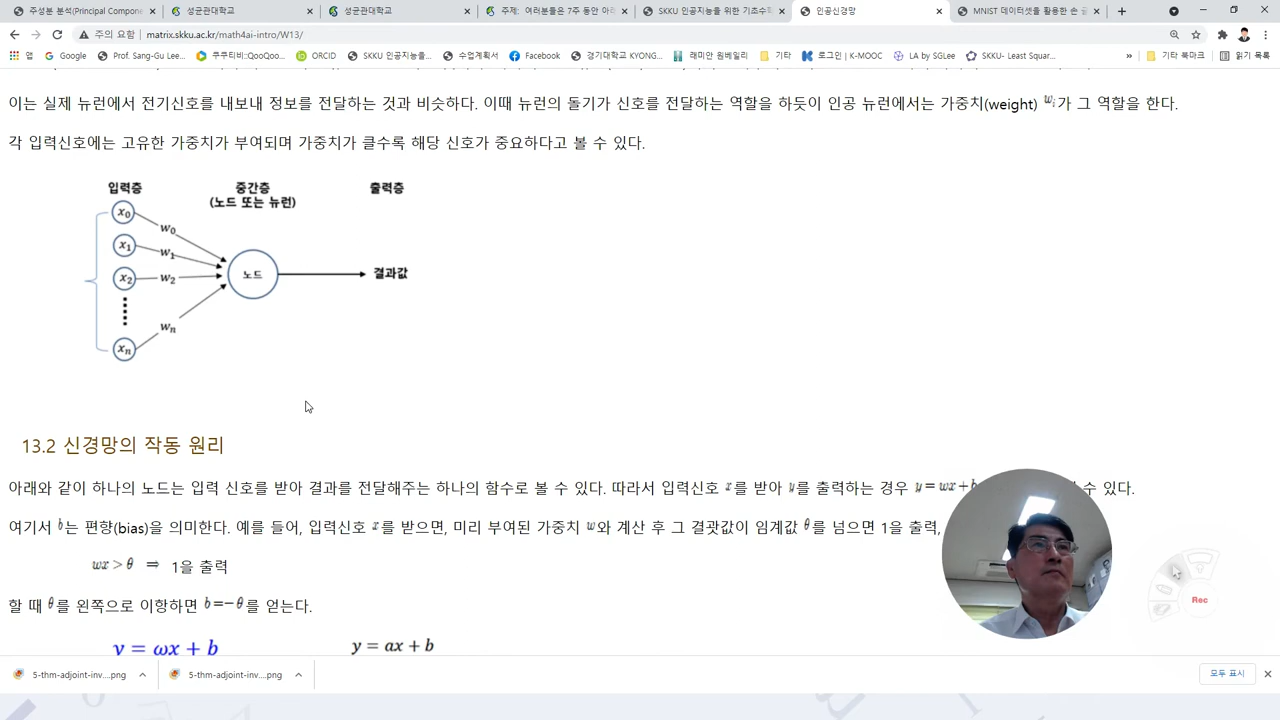 주성분 분석(Principal Compone
성균관대학교
성균관대학교
주제: 여러분들은 7주 동안 아래
SKKU 인공지능을 위한 기초수학
인공신경망
MNIST 데이터셋을 활용한 손 글
주의 요함 | matrix.skku.ac.kr/math4ai-intro/W13/
앱 Google Prof. Sang-Gu Lee... 쿠쿠티비::QooQoo... ORCID SKKU 인공지능을... 수업계획서 Facebook 경기대학교 KYONG... 래미안 원베일리 기타 로그인 | K-MOOC LA by SGLee SKKU- Least Squar... » 기타 북마크 읽기 목록
이는 실제 뉴런에서 전기신호를 내보내 정보를 전달하는 것과 비슷하다. 이때 뉴런의 돌기가 신호를 전달하는 역할을 하듯이 인공 뉴런에서는 가중치(weight) wᵢ가 그 역할을 한다.
각 입력신호에는 고유한 가중치가 부여되며 가중치가 클수록 해당 신호가 중요하다고 볼 수 있다.
입력층 중간층 출력층
(노드 또는 뉴런)
x₀ w₀
x₁ w₁
x₂ w₂ 노드 결과값
wₙ
xₙ
13.2 신경망의 작동 원리
아래와 같이 하나의 노드는 입력 신호를 받아 결과를 전달해주는 하나의 함수로 볼 수 있다. 따라서 입력신호 x를 받아 y를 출력하는 경우 y = wx + b 수 있다.
여기서 b는 편향(bias)을 의미한다. 예를 들어, 입력신호 x를 받으면, 미리 부여된 가중치 w와 계산 후 그 결괏값이 임계값 θ를 넘으면 1을 출력,
wx > θ ⇒ 1을 출력
할 때 θ를 왼쪽으로 이항하면 b=−θ를 얻는다.
y = ωx + b y = ax + b
Rec
5-thm-adjoint-inv....png 5-thm-adjoint-inv....png 모두 표시